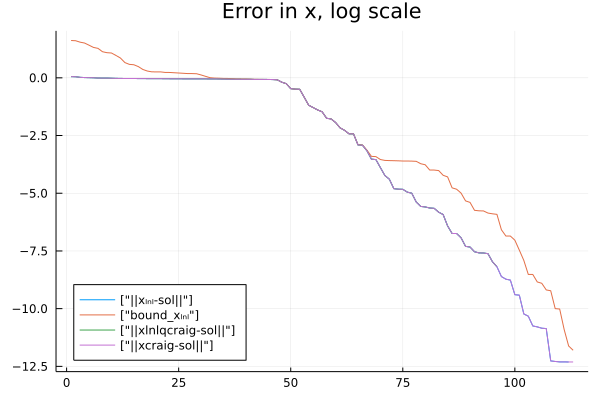 Error in x, log scale
0.0
−2.5
−5.0
−7.5
−10.0
−12.5
["||xₗₙₗ-sol||"]
["bound_xₗₙₗ"]
["||xlnlqcraig-sol||"]
["||xcraig-sol||"]
0 25 50 75 100